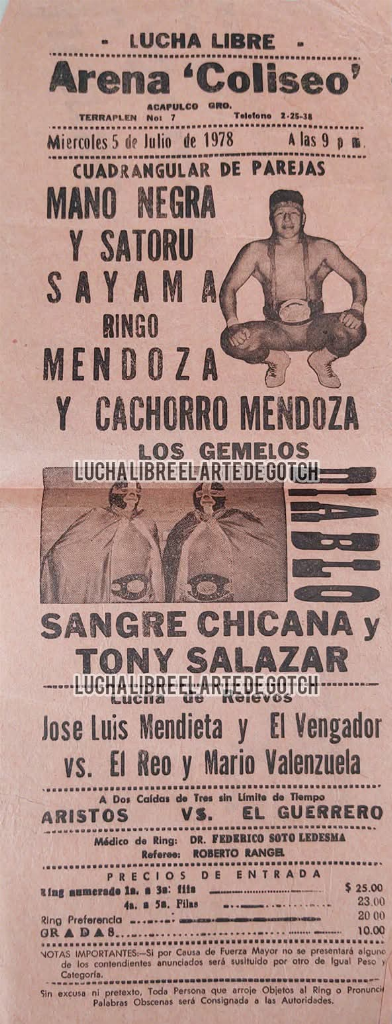 - LUCHA LIBRE -
Arena 'Coliseo'
ACAPULCO GRO.
TERRAPLEN Not 7 Telefono 2-25-38
Miercoles 5 de Julio de 1978 A las 9 p m.
CUADRANGULAR DE PAREJAS
MANO NEGRA
Y SATORU
SAYAMA
RINGO
MENDOZA
Y CACHORRO MENDOZA
LOS GEMELOS
LUCHALIBREELARTEDEGOTCH
DIABLO
SANGRE CHICANA y
TONY SALAZAR
LUCHALIBREELARTEDEGOTCH
Lucha de Relevos
Jose Luis Mendieta y El Vengador
vs. El Reo y Mario Valenzuela
A Dos Caídas de Tres sin Límite de Tiempo
ARISTOS VS. EL GUERRERO
Médico de Ring: DR. FEDERICO SOTO LEDESMA
Referee: ROBERTO RANGEL
PRECIOS DE ENTRADA
Ring numerado 1a. a 3a: fila $ 25.00
4a. a 5a. Filas 23.00
Ring Preferencia 20 00
GRADAS 10.00
NOTAS IMPORTANTES:—Si por Causa de Fuerza Mayor no se presentará alguno
de los contendientes anunciados será susituido por otro de Igual Peso y
Categoría.
Sin excusa ni pretexto, Toda Persona que arroje Objetos al Ring o Pronuncie
Palabras Obscenas será Consignada a las Autoridades.
LUCHALIBREELARTEDEGOTCH